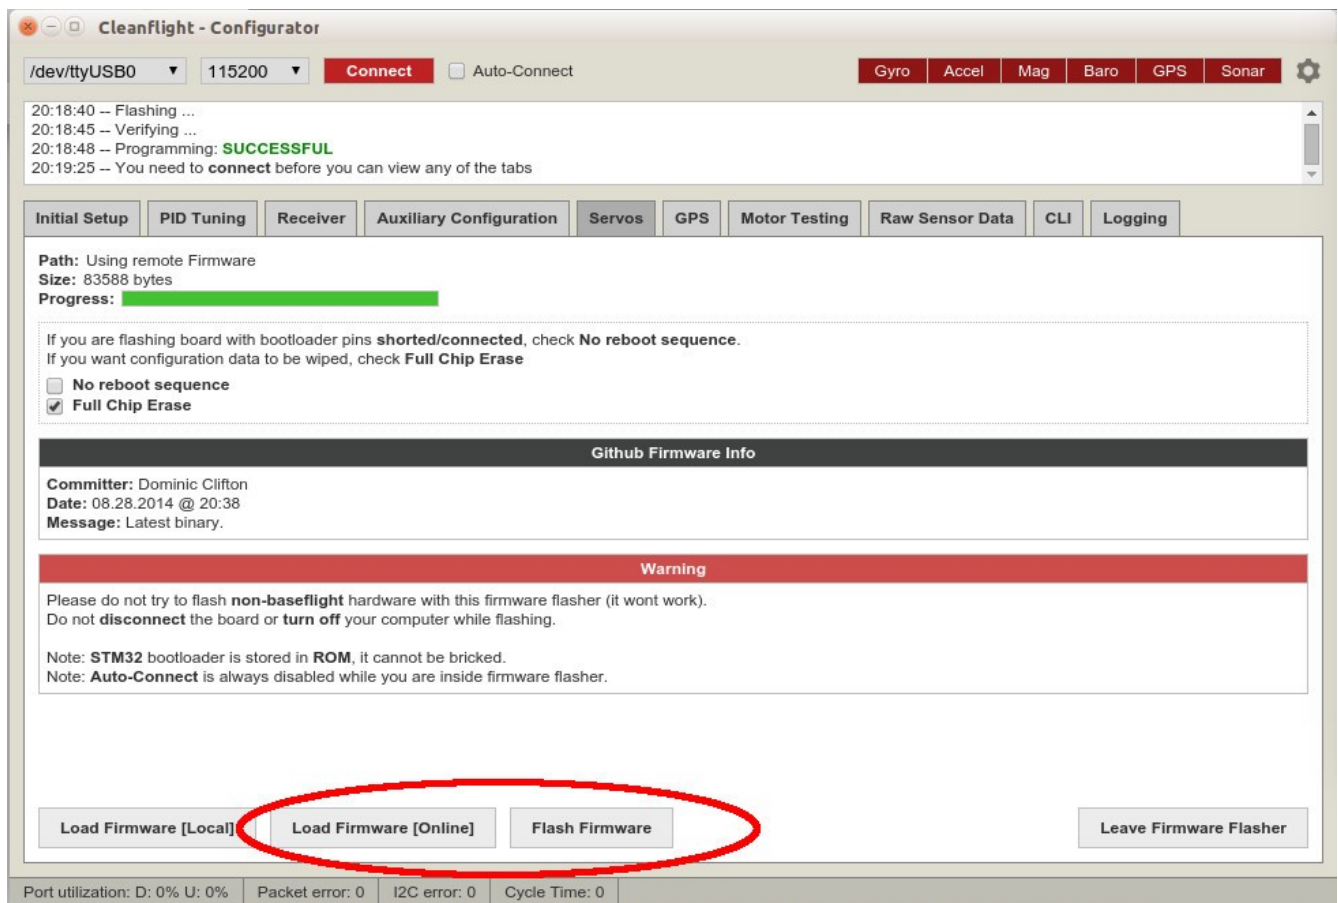 Cleanflight - Configurator
/dev/ttyUSB0 115200 Connect Auto-Connect Gyro Accel Mag Baro GPS Sonar
20:18:40 -- Flashing ...
20:18:45 -- Verifying ...
20:18:48 -- Programming: SUCCESSFUL
20:19:25 -- You need to connect before you can view any of the tabs
Initial Setup PID Tuning Receiver Auxiliary Configuration Servos GPS Motor Testing Raw Sensor Data CLI Logging
Path: Using remote Firmware
Size: 83588 bytes
Progress:
If you are flashing board with bootloader pins shorted/connected, check No reboot sequence.
If you want configuration data to be wiped, check Full Chip Erase
No reboot sequence
Full Chip Erase
Github Firmware Info
Committer: Dominic Clifton
Date: 08.28.2014 @ 20:38
Message: Latest binary.
Warning
Please do not try to flash non-baseflight hardware with this firmware flasher (it wont work).
Do not disconnect the board or turn off your computer while flashing.
Note: STM32 bootloader is stored in ROM, it cannot be bricked.
Note: Auto-Connect is always disabled while you are inside firmware flasher.
Load Firmware [Local] Load Firmware [Online] Flash Firmware Leave Firmware Flasher
Port utilization: D: 0% U: 0% Packet error: 0 I2C error: 0 Cycle Time: 0